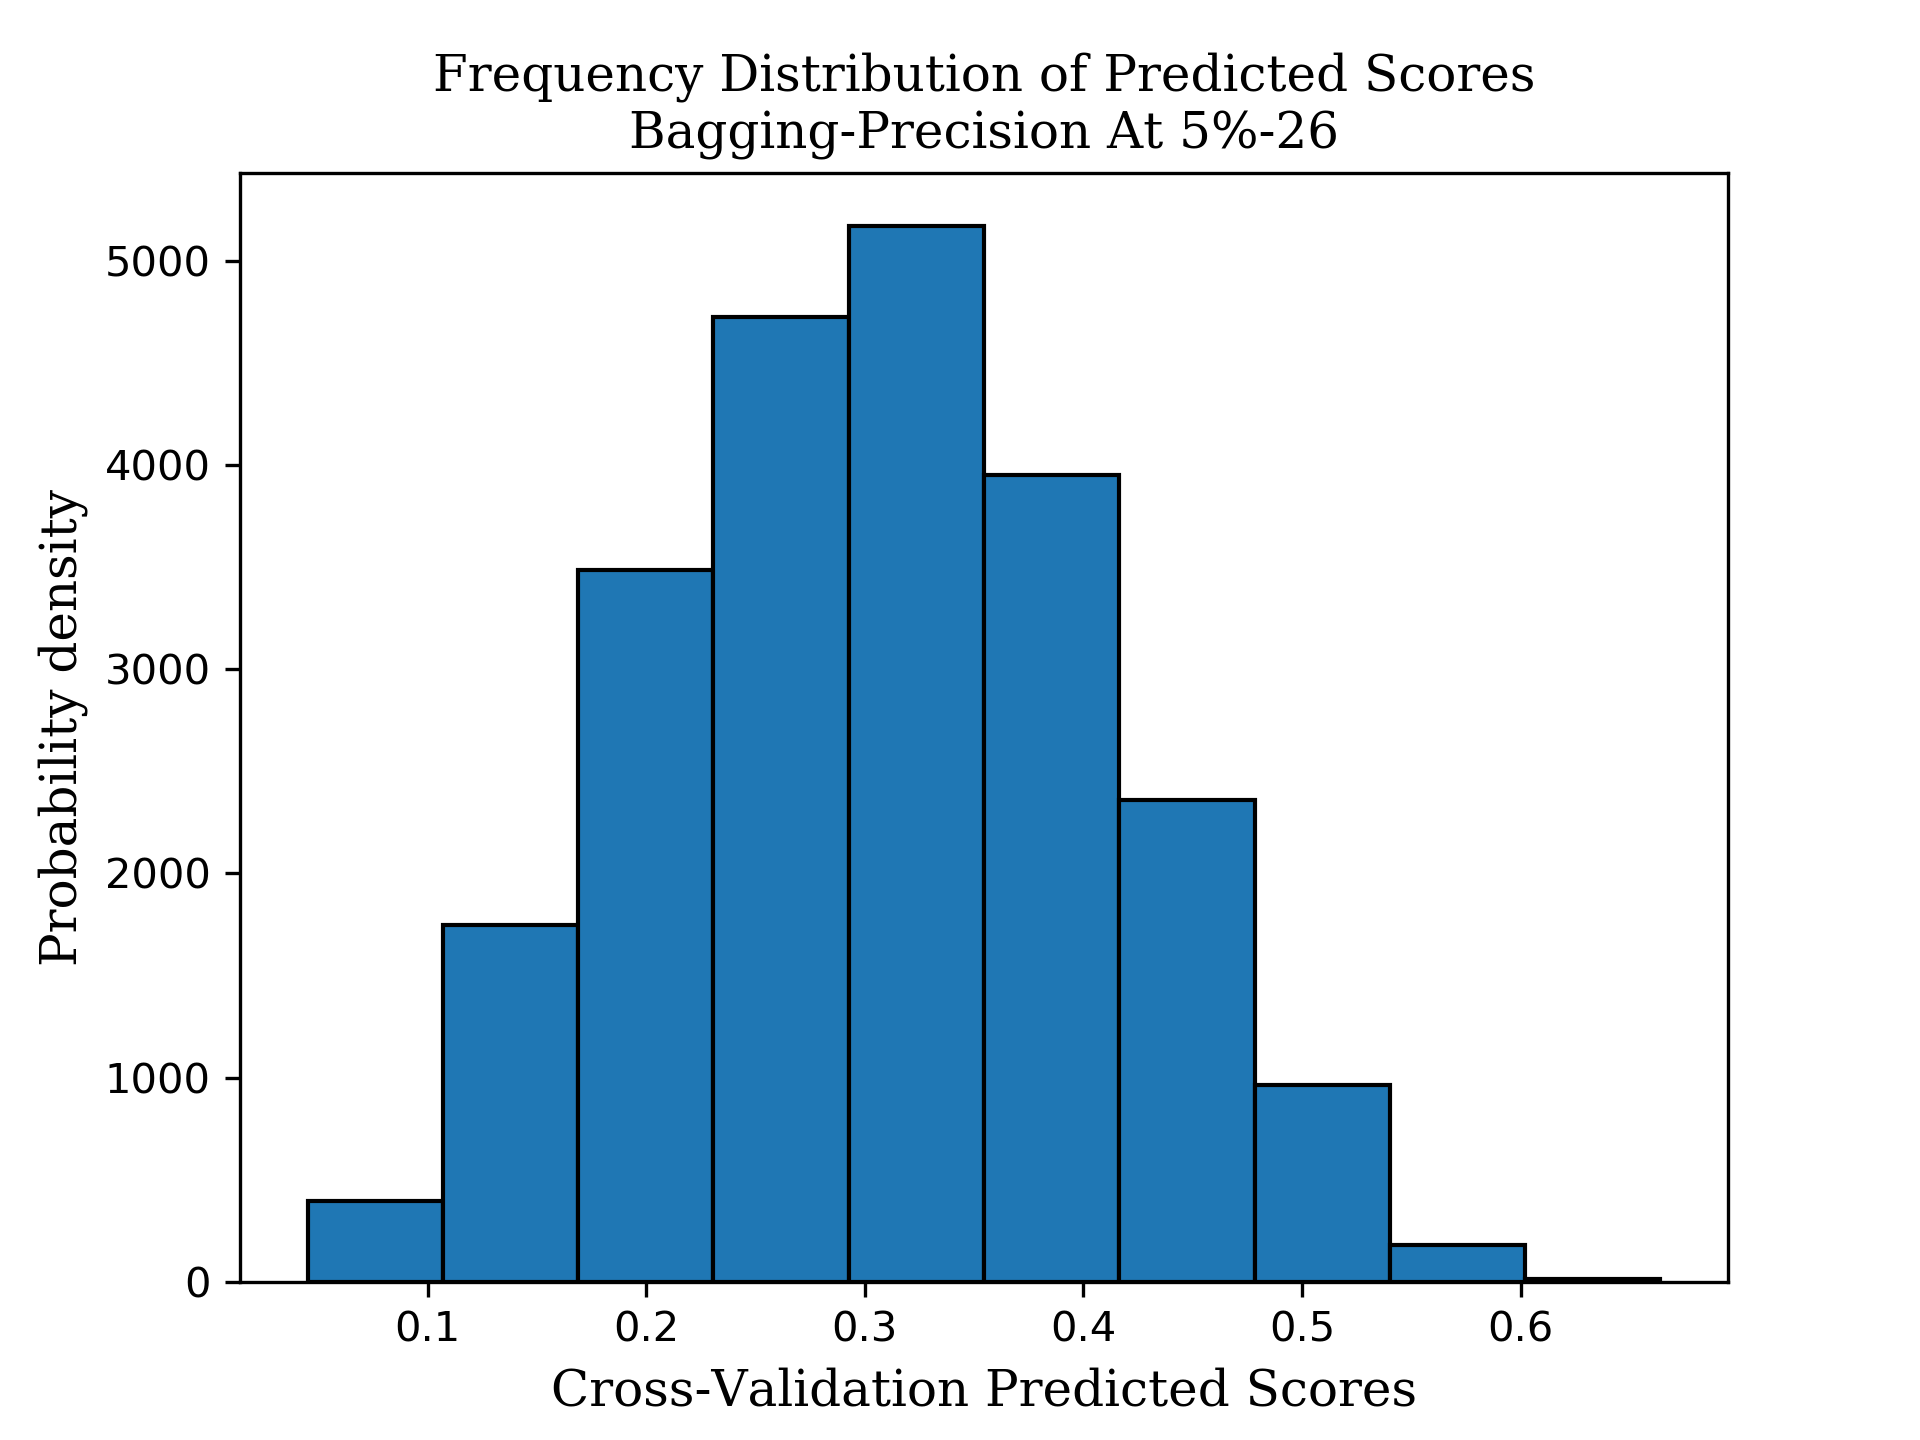 Frequency Distribution of Predicted Scores
Bagging-Precision At 5%-26
Probability density
5000
4000
3000
2000
1000
0
0.1 0.2 0.3 0.4 0.5 0.6
Cross-Validation Predicted Scores